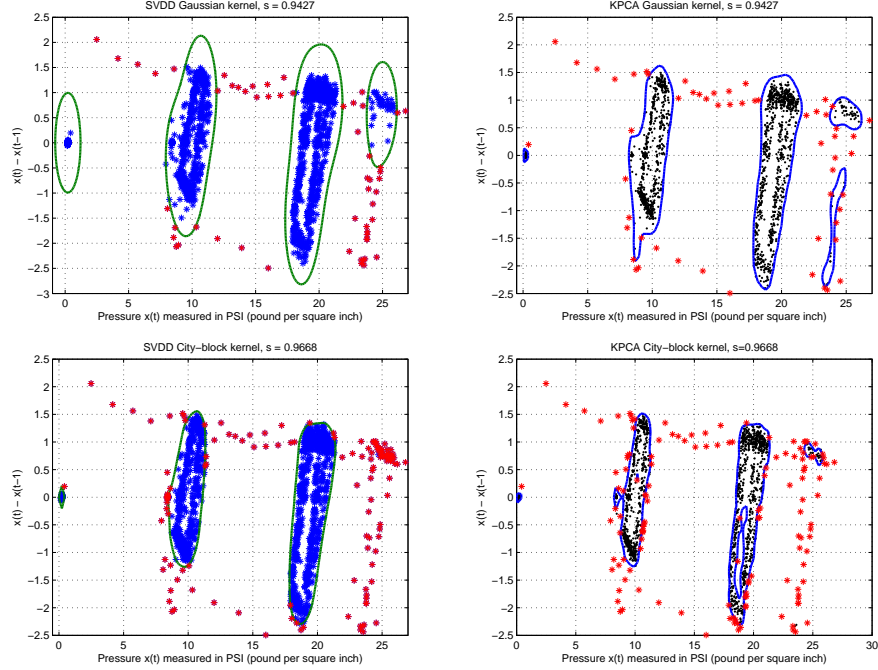 SVDD Gaussian kernel, s = 0.9427
2.5
2
1.5
1
0.5
0
−0.5
−1
−1.5
−2
−2.5
−3
x(t) − x(t−1)
0 5 10 15 20 25
Pressure x(t) measured in PSI (pound per square inch)
KPCA Gaussian kernel, s=0.9427
2.5
2
1.5
1
0.5
0
−0.5
−1
−1.5
−2
−2.5
x(t) − x(t−1)
0 5 10 15 20 25
Pressure x(t) measured in PSI (pound per square inch)
SVDD City−block kernel, s = 0.9668
2.5
2
1.5
1
0.5
0
−0.5
−1
−1.5
−2
−2.5
x(t) − x(t−1)
0 5 10 15 20 25
Pressure x(t) measured in PSI (pound per square inch)
KPCA City−block kernel, s=0.9668
2.5
2
1.5
1
0.5
0
−0.5
−1
−1.5
−2
−2.5
x(t) − x(t−1)
0 5 10 15 20 25 30
Pressure x(t) measured in PSI (pound per square inch)